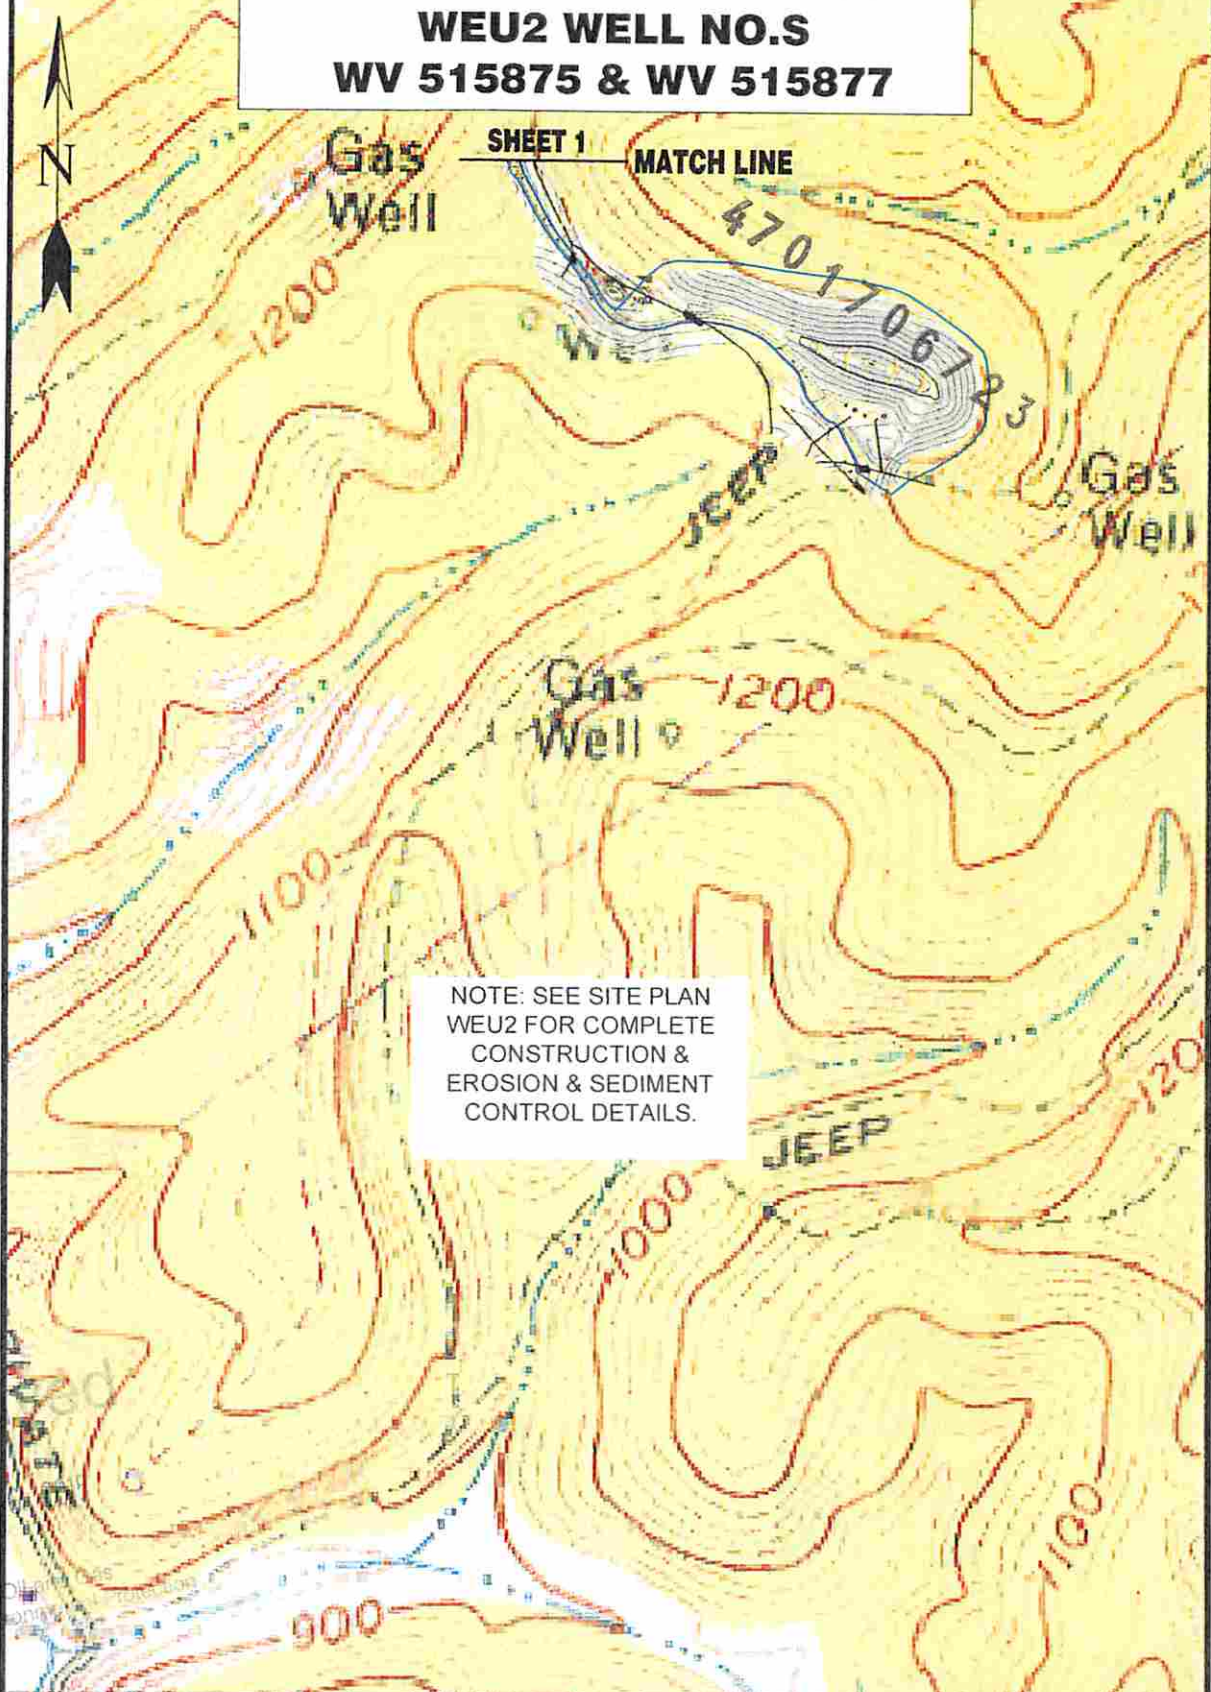 WEU2 WELL NO.S
WV 515875 & WV 515877
N
SHEET 1
MATCH LINE
Gas
Well
4701706723
1200
JEEP
Gas
Well
Gas
Well
1200
1100
NOTE: SEE SITE PLAN
WEU2 FOR COMPLETE
CONSTRUCTION &
EROSION & SEDIMENT
CONTROL DETAILS.
JEEP
1000
1100
900